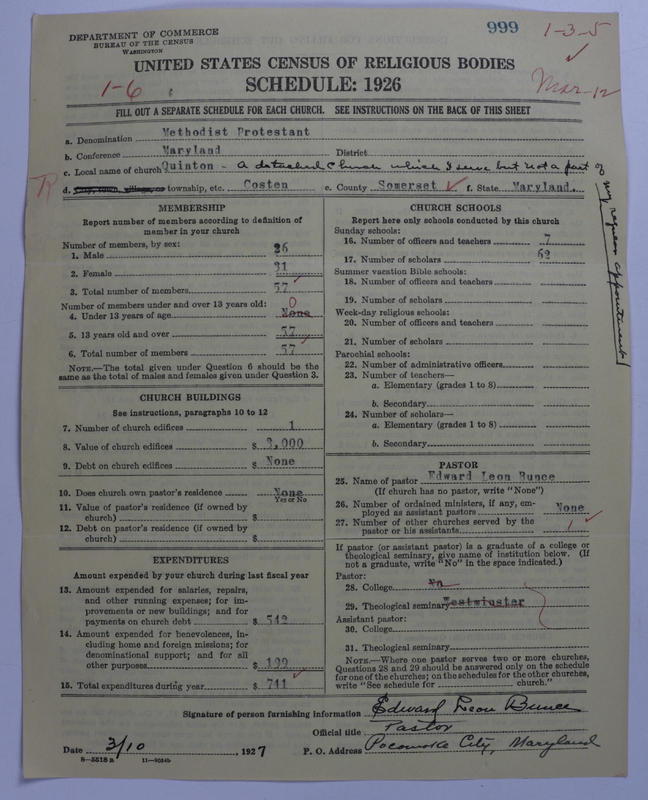 DEPARTMENT OF COMMERCE
BUREAU OF THE CENSUS
WASHINGTON
999
1-3-5
UNITED STATES CENSUS OF RELIGIOUS BODIES
SCHEDULE: 1926
1-6
Mar-12
FILL OUT A SEPARATE SCHEDULE FOR EACH CHURCH. SEE INSTRUCTIONS ON THE BACK OF THIS SHEET
a. Denomination Methodist Protestant
b. Conference Maryland District
c. Local name of church Quinton - A detached Church which I serve but not a part
of my regular appointment
d. township, etc. Costen e. County Somerset f. State Maryland.
MEMBERSHIP
Report number of members according to definition of
member in your church
Number of members, by sex:
1. Male 26
2. Female 31
3. Total number of members 57
Number of members under and over 13 years old:
4. Under 13 years of age None 0
5. 13 years old and over 57
6. Total number of members 57
NOTE.—The total given under Question 6 should be the
same as the total of males and females given under Question 3.
CHURCH BUILDINGS
See instructions, paragraphs 10 to 12
7. Number of church edifices 1
8. Value of church edifices $ 3,000
9. Debt on church edifices $ None
10. Does church own pastor's residence None
Yes or No
11. Value of pastor's residence (if owned by
church) $
12. Debt on pastor's residence (if owned by
church) $
EXPENDITURES
Amount expended by your church during last fiscal year
13. Amount expended for salaries, repairs,
and other running expenses; for im-
provements or new buildings; and for
payments on church debt $ 542
14. Amount expended for benevolences, in-
cluding home and foreign missions; for
denominational support; and for all
other purposes $ 199
15. Total expenditures during year $ 741
CHURCH SCHOOLS
Report here only schools conducted by this church
Sunday schools:
16. Number of officers and teachers 7
17. Number of scholars 62
Summer vacation Bible schools:
18. Number of officers and teachers
19. Number of scholars
Week-day religious schools:
20. Number of officers and teachers
21. Number of scholars
Parochial schools:
22. Number of administrative officers
23. Number of teachers—
a. Elementary (grades 1 to 8)
b. Secondary
24. Number of scholars—
a. Elementary (grades 1 to 8)
b. Secondary
PASTOR
25. Name of pastor Edward Leon Bunce
(If church has no pastor, write "None")
26. Number of ordained ministers, if any, em-
ployed as assistant pastors None
27. Number of other churches served by the
pastor or his assistants 1
If pastor (or assistant pastor) is a graduate of a college or
theological seminary, give name of institution below. (If
not a graduate, write "No" in the space indicated.)
Pastor:
28. College
29. Theological seminary Westminster
Assistant pastor:
30. College
31. Theological seminary
NOTE.—Where one pastor serves two or more churches,
Questions 28 and 29 should be answered only on the schedule
for one of the churches; on the schedules for the other churches,
write "See schedule for church."
Signature of person furnishing information Edward Leon Bunce
Official title Pastor
Date 3/10, 1927 P. O. Address Pocomoke City, Maryland
8—5518 a 11—9034b